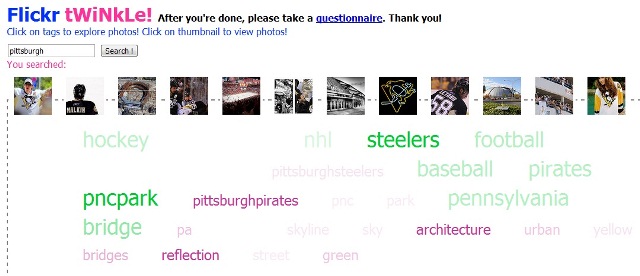 Flickr tWiNkLe! After you're done, please take a questionnaire. Thank you!
Click on tags to explore photos! Click on thumbnail to view photos!
pittsburgh Search !
You searched:
MALKIN 58
hockey nhl steelers football
pittsburghsteelers baseball pirates
pncpark pittsburghpirates pnc park pennsylvania
bridge pa skyline sky architecture urban yellow
bridges reflection street green